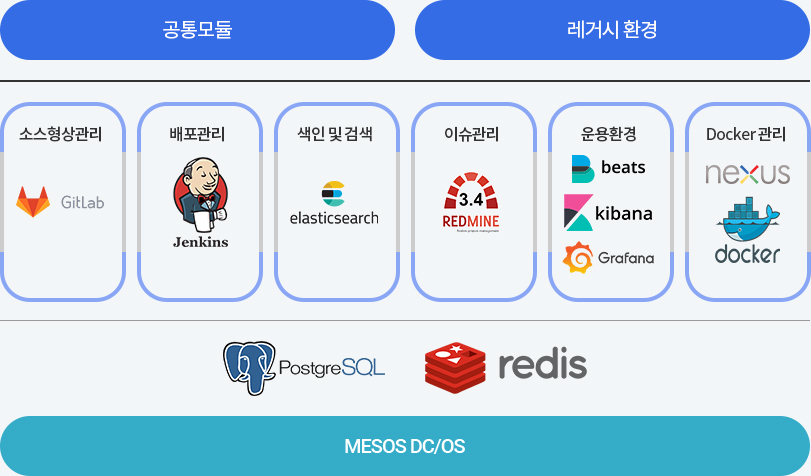 공통모듈
레거시 환경
소스형상관리
배포관리
색인 및 검색
이슈관리
운용환경
Docker 관리
GitLab
Jenkins
elasticsearch
3.4
REDMINE
beats
kibana
Grafana
nexus
docker
PostgreSQL
redis
MESOS DC/OS